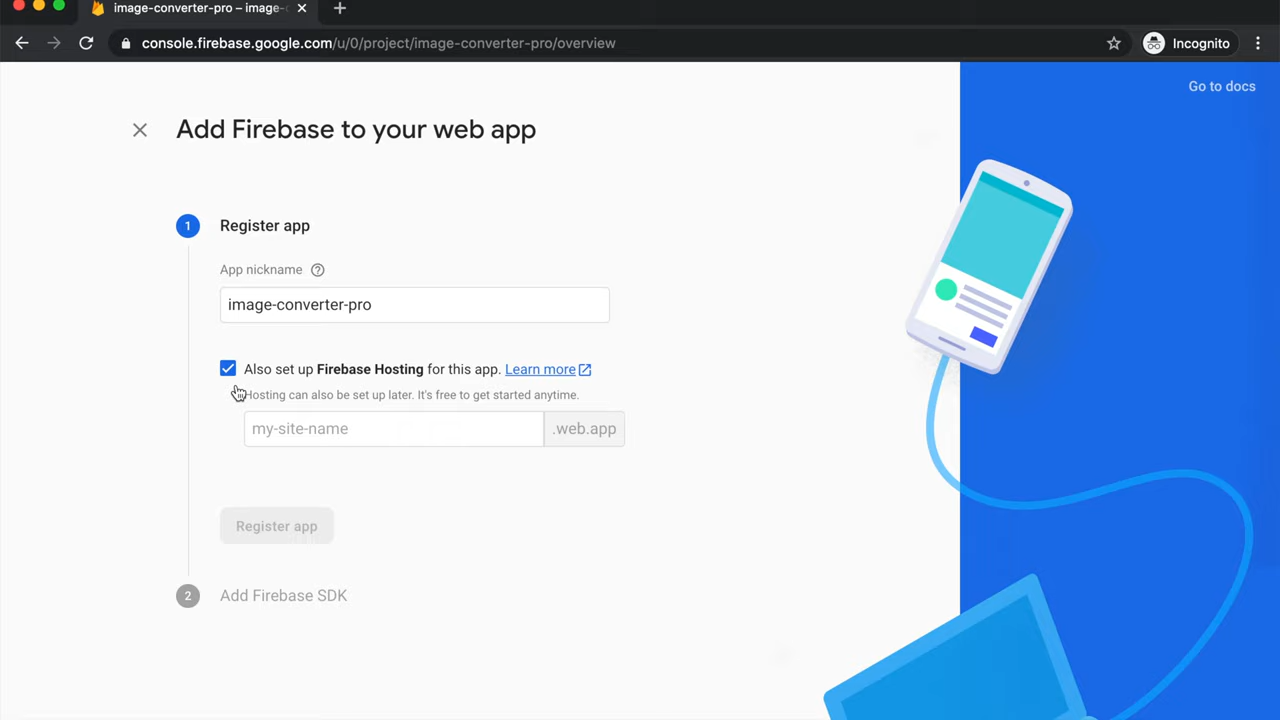 image-converter-pro – image-c
console.firebase.google.com/u/0/project/image-converter-pro/overview
Incognito
Go to docs
Add Firebase to your web app
1
Register app
App nickname
?
image-converter-pro
Also set up Firebase Hosting for this app. Learn more
Hosting can also be set up later. It's free to get started anytime.
my-site-name
.web.app
Register app
2
Add Firebase SDK